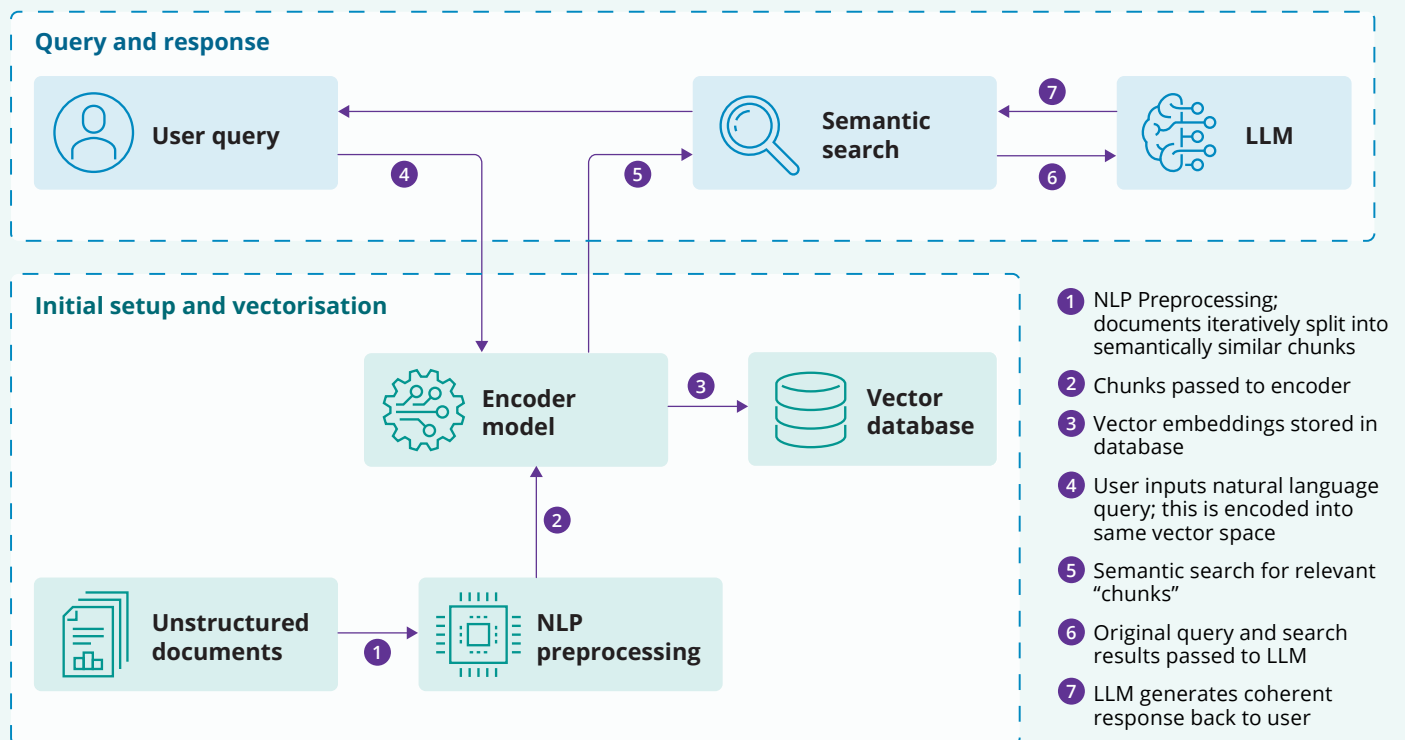 Query and response
User query
Semantic
search
LLM
7
4
5
6
Initial setup and vectorisation
Encoder
model
3
Vector
database
2
Unstructured
documents
1
NLP
preprocessing
1 NLP Preprocessing;
documents iteratively split into
semantically similar chunks
2 Chunks passed to encoder
3 Vector embeddings stored in
database
4 User inputs natural language
query; this is encoded into
same vector space
5 Semantic search for relevant
“chunks”
6 Original query and search
results passed to LLM
7 LLM generates coherent
response back to user